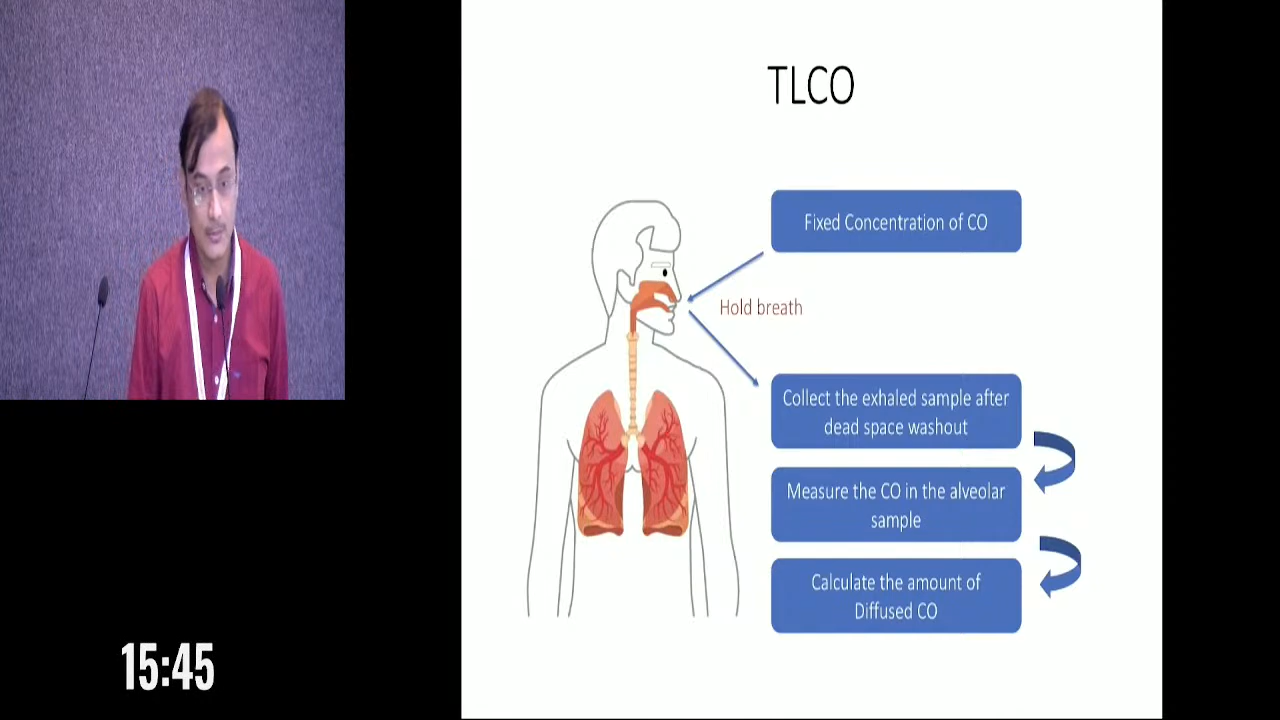 TLCO
Fixed Concentration of CO
Hold breath
Collect the exhaled sample after
dead space washout
Measure the CO in the alveolar
sample
Calculate the amount of
Diffused CO
15:45